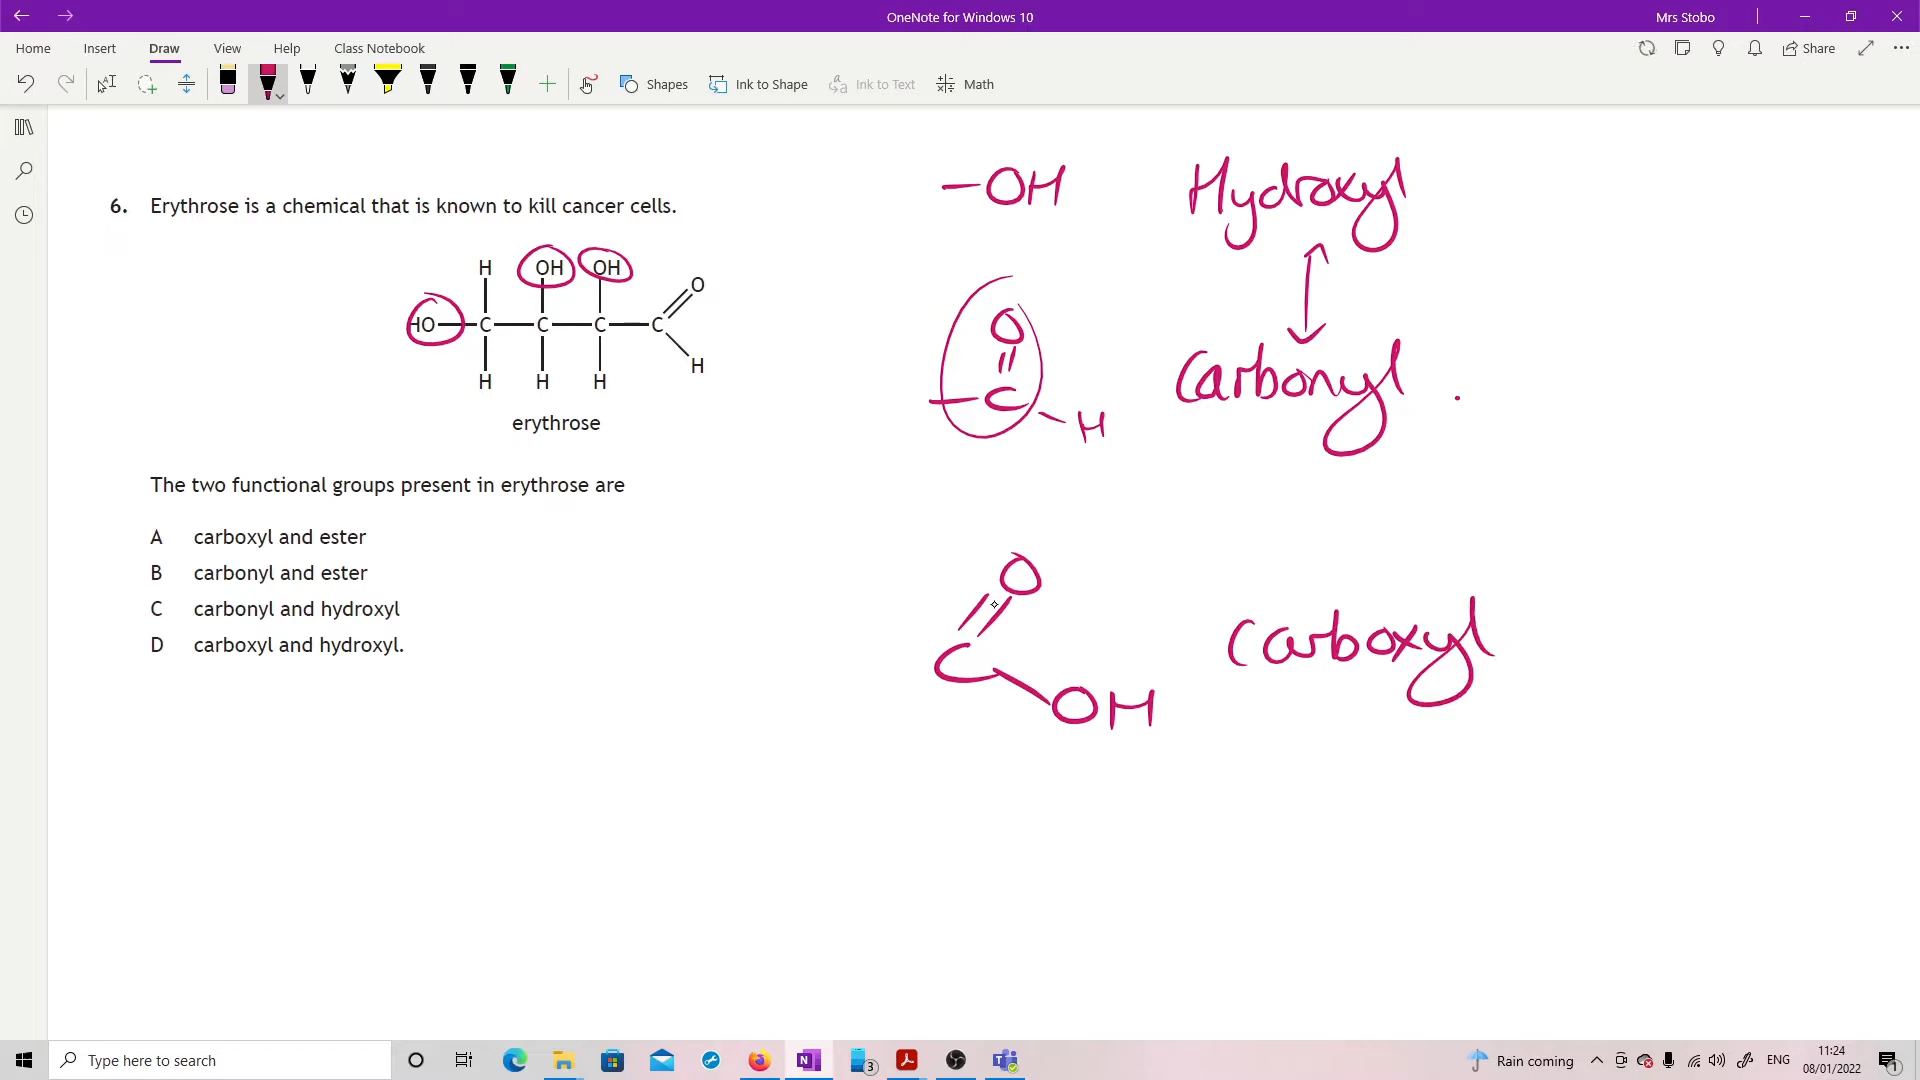 OneNote for Windows 10
Mrs Stobo
Home Insert Draw View Help Class Notebook
Share
Shapes Ink to Shape Ink to Text Math
6. Erythrose is a chemical that is known to kill cancer cells.
H OH OH O
HO C C C C
H H H H
erythrose
The two functional groups present in erythrose are
A carboxyl and ester
B carbonyl and ester
C carbonyl and hydroxyl
D carboxyl and hydroxyl.
-OH Hydroxyl
O
C
H
Carbonyl .
O
C
OH
Carboxyl
Type here to search
3
Rain coming
ENG
11:24
08/01/2022
1